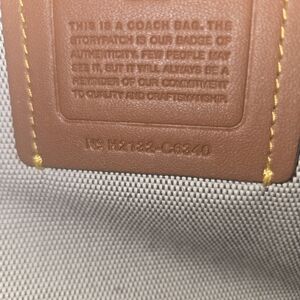 THIS IS A COACH BAG. THE
STORYPATCH IS OUR BADGE OF
AUTHENTICITY. FEW PEOPLE MAY
SEE IT, BUT IT WILL ALWAYS BE A
REMINDER OF OUR COMMITMENT
TO QUALITY AND CRAFTSMANSHIP.
Nº H2132-C6340